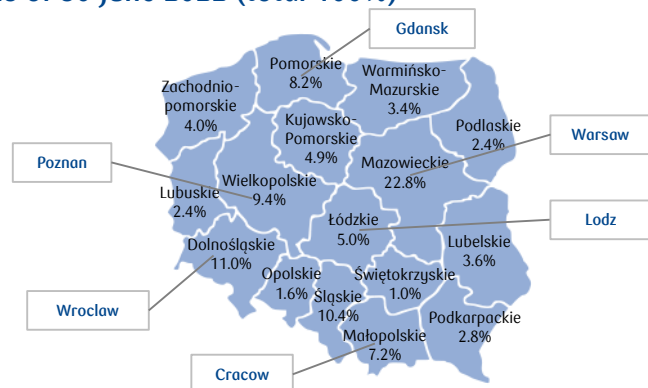 Gdansk
Pomorskie
8.2%
Warmińsko-
Mazurskie
3.4%
Zachodnio-
pomorskie
4.0%
Kujawsko-
Pomorskie
4.9%
Podlaskie
2.4%
Warsaw
Mazowieckie
22.8%
Poznan
Wielkopolskie
9.4%
Lubuskie
2.4%
Łódzkie
5.0%
Lodz
Dolnośląskie
11.0%
Lubelskie
3.6%
Opolskie
1.6%
Śląskie
10.4%
Świętokrzyskie
1.0%
Wroclaw
Małopolskie
7.2%
Podkarpackie
2.8%
Cracow